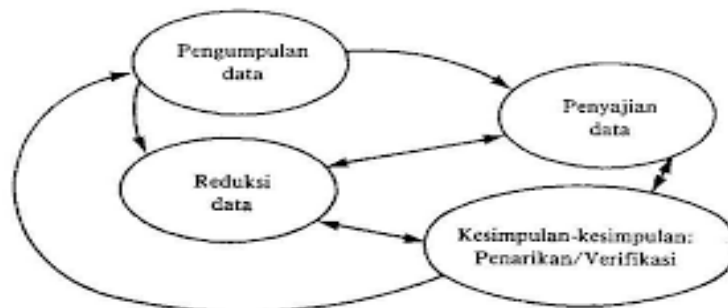 Pengumpulan
data
Penyajian
data
Reduksi
data
Kesimpulan-kesimpulan:
Penarikan/Verifikasi